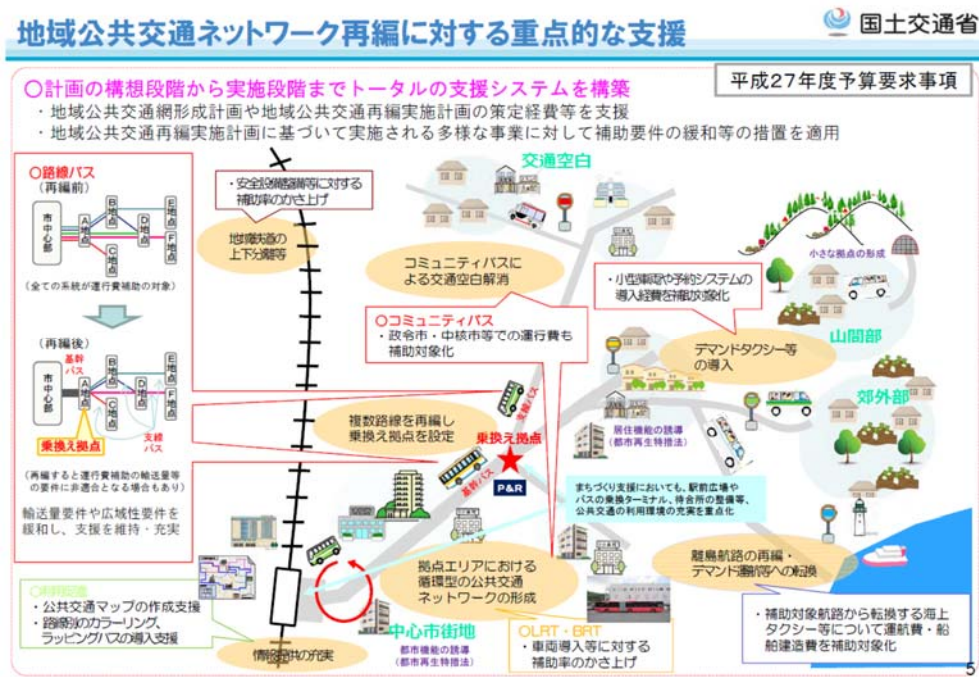 地域公共交通ネットワーク再編に対する重点的な支援
国土交通省
平成27年度予算要求事項
○計画の構想段階から実施段階までトータルの支援システムを構築
・地域公共交通網形成計画や地域公共交通再編実施計画の策定経費等を支援
・地域公共交通再編実施計画に基づいて実施される多様な事業に対して補助要件の緩和等の措置を適用
○路線バス
(再編前)
市中心部
A地点
B地点
C地点
D地点
E地点
F地点
(全ての系統が運行費補助の対象)
(再編後)
基幹
バス
市中心部
A地点
B地点
C地点
D地点
E地点
F地点
乗換え拠点
支線
バス
(再編すると運行費補助の輸送量等
の要件に非適合となる場合もあり)
輸送量要件や広域性要件を
緩和し、支援を維持・充実
・安全設備整備等に対する
補助率のかさ上げ
地域鉄道の
上下分離等
交通空白
コミュニティバスによ
る交通空白解消
○コミュニティバス
・政令市・中核市等での運行費も
補助対象化
・小型車両や予約システムの
導入経費を補助対象化
デマンドタクシー等
の導入
小さな拠点の形成
山間部
郊外部
複数路線を再編し
乗換え拠点を設定
支線バス
乗換え拠点
基幹バス
P&R
居住機能の誘導
(都市再生特措法)
まちづくり支援においても、駅前広場や
バスの乗換ターミナル、待合所の整備等、
公共交通の利用環境の充実を重点化
拠点エリアにおける
循環型の公共交通
ネットワークの形成
離島航路の再編・
デマンド運航等への転換
・補助対象航路から転換する海上
タクシー等について運航費・船
舶建造費を補助対象化
・公共交通マップの作成支援
・路線別のカラーリング、
ラッピングバスの導入支援
情報提供の充実
中心市街地
都市機能の誘導
(都市再生特措法)
○LRT・BRT
・車両導入等に対する
補助率のかさ上げ
5